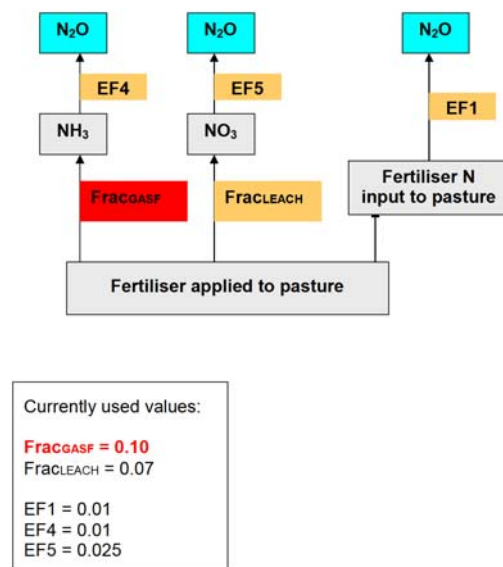 N₂O N₂O N₂O
EF4 EF5 EF1
NH₃ NO₃
Fertiliser N
input to pasture
FracGASF FracLEACH
Fertiliser applied to pasture
Currently used values:
FracGASF = 0.10
FracLEACH = 0.07
EF1 = 0.01
EF4 = 0.01
EF5 = 0.025